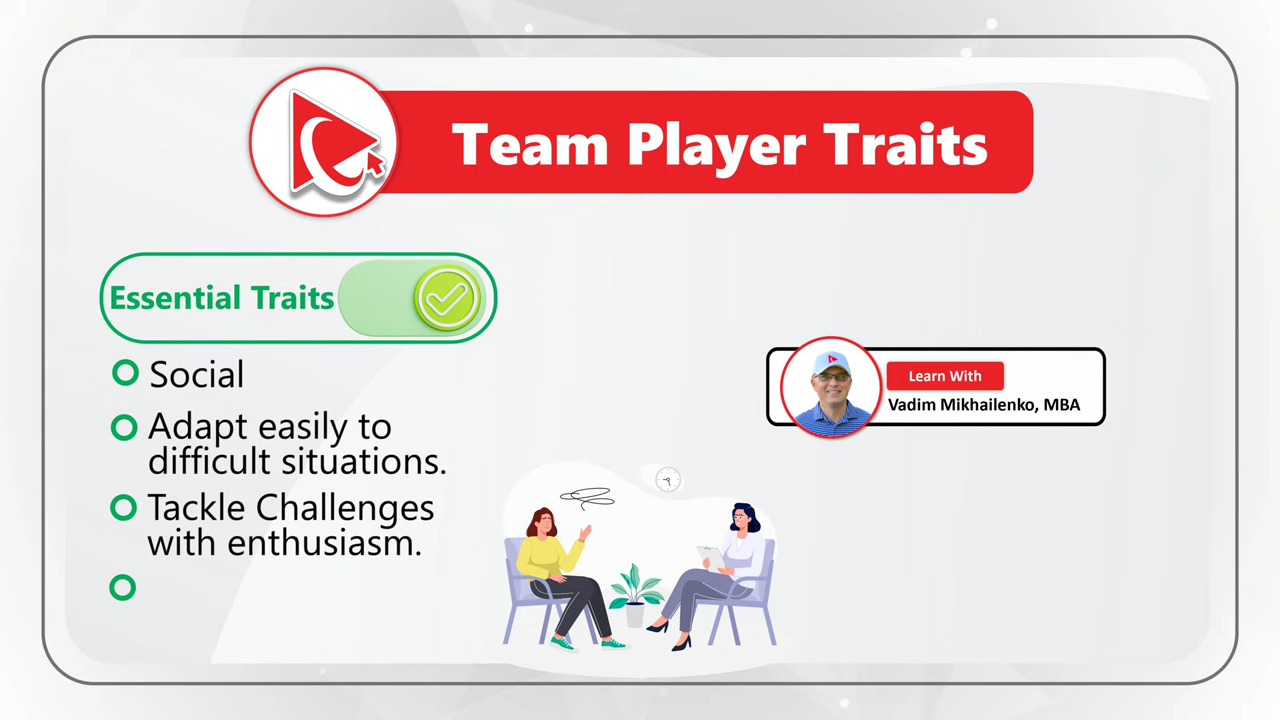 Team Player Traits
Essential Traits
Social
Adapt easily to
difficult situations.
Tackle Challenges
with enthusiasm.
Learn With
Vadim Mikhailenko, MBA